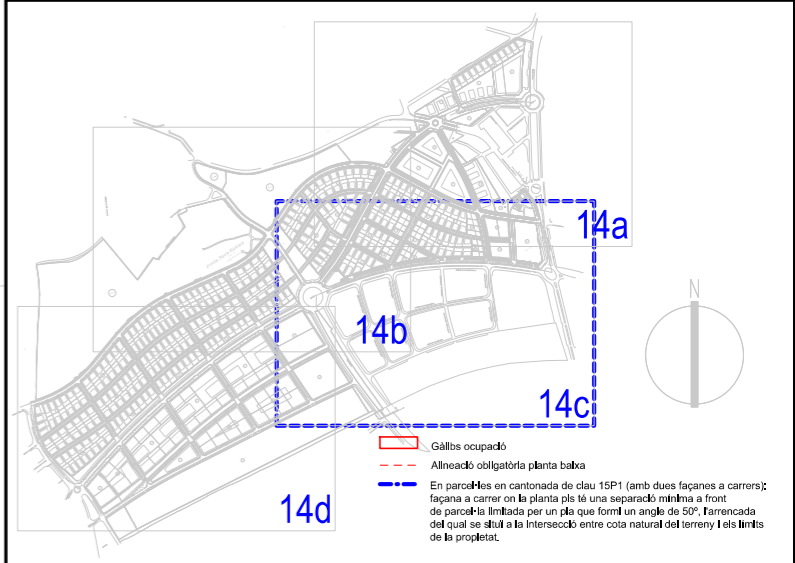 14a
14b
14c
14d
N
Gàlibs ocupació
Alineació obligatòria planta baixa
En parcel·les en cantonada de clau 15P1 (amb dues façanes a carrers):
façana a carrer on la planta pis té una separació mínima a front
de parcel·la limitada per un pla que formi un angle de 50º, l'arrencada
del qual se situï a la intersecció entre cota natural del terreny i els límits
de la propietat.